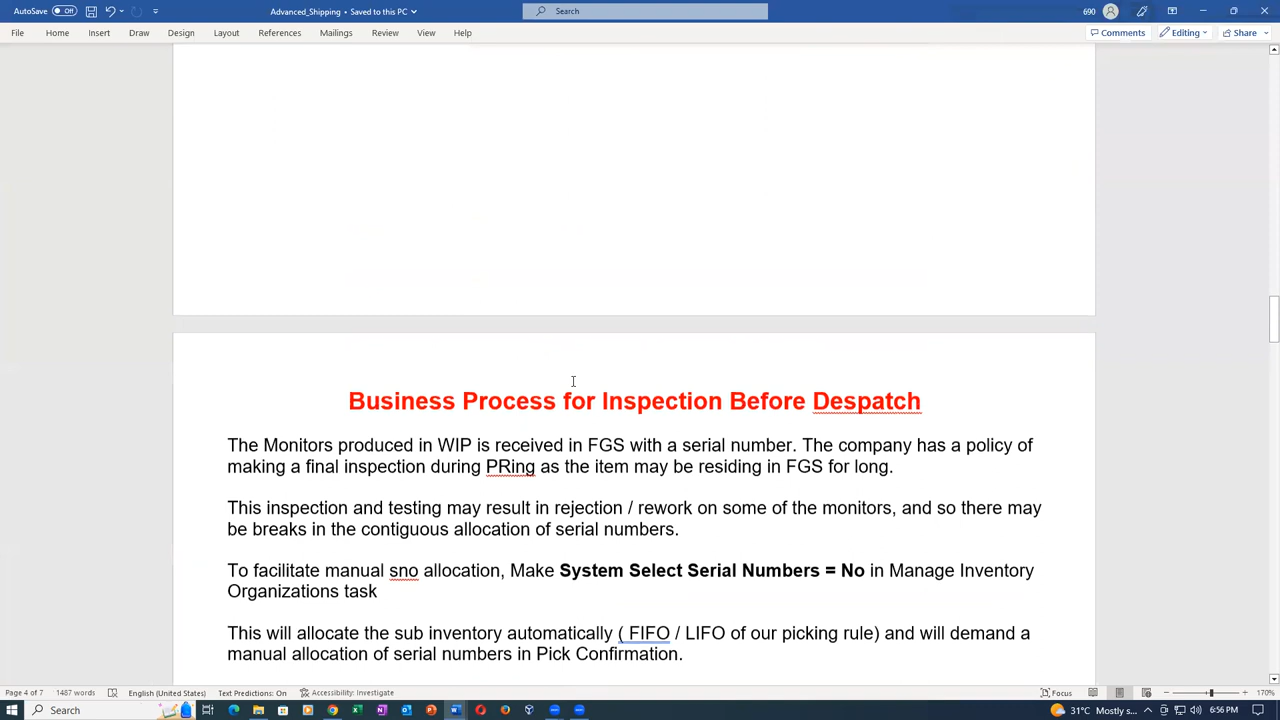 AutoSave Off Advanced_Shipping • Saved to this PC Search 690
File Home Insert Draw Design Layout References Mailings Review View Help Comments Editing Share
Business Process for Inspection Before Despatch
The Monitors produced in WIP is received in FGS with a serial number. The company has a policy of
making a final inspection during PRing as the item may be residing in FGS for long.
This inspection and testing may result in rejection / rework on some of the monitors, and so there may
be breaks in the contiguous allocation of serial numbers.
To facilitate manual sno allocation, Make System Select Serial Numbers = No in Manage Inventory
Organizations task
This will allocate the sub inventory automatically ( FIFO / LIFO of our picking rule) and will demand a
manual allocation of serial numbers in Pick Confirmation.
Page 4 of 7 1487 words English (United States) Text Predictions: On Accessibility: Investigate Focus 170%
Search 31°C Mostly s... 6:56 PM